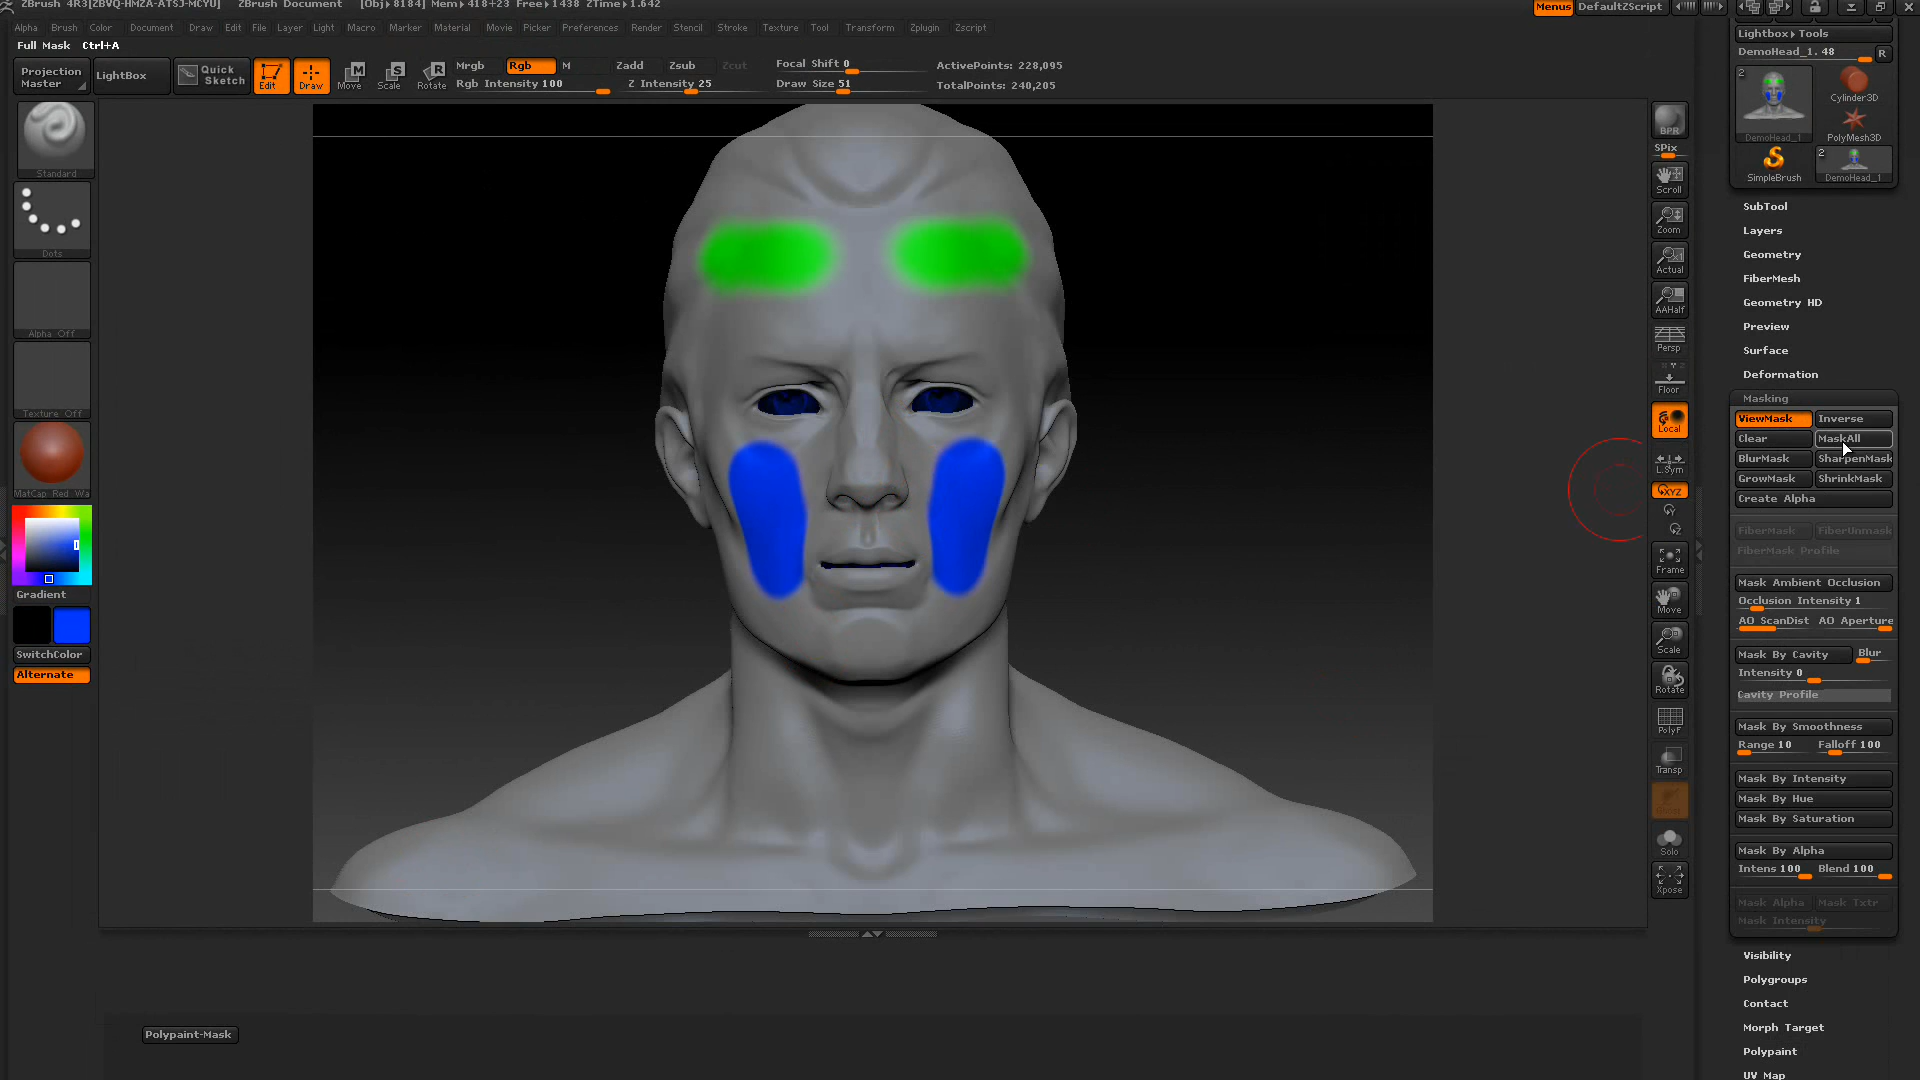 ZBrush 4R3[ZBVQ-HMZA-ATSJ-MCYU] ZBrush Document [Obj▸8184] Mem▸418+23 Free▸1438 ZTime▸1.642
Menus DefaultZScript
Alpha Brush Color Document Draw Edit File Layer Light Macro Marker Material Movie Picker Preferences Render Stencil Stroke Texture Tool Transform Zplugin Zscript
Full Mask Ctrl+A
Projection Master
LightBox
Quick Sketch
Edit
Draw
Move
Scale
Rotate
Mrgb Rgb M Zadd Zsub Zcut
Rgb Intensity 100 Z Intensity 25
Focal Shift 0
Draw Size 51
ActivePoints: 228,095
TotalPoints: 240,205
Standard
Dots
Alpha Off
Texture Off
MatCap Red Wa
Gradient
SwitchColor
Alternate
BPR
SPix
Scroll
Zoom
Actual
AAHalf
Persp
Floor
Local
L.Sym
XYZ
Frame
Move
Scale
Rotate
PolyF
Transp
Solo
Xpose
Lightbox▸Tools
DemoHead_1. 48 R
2
DemoHead_1
Cylinder3D
PolyMesh3D
SimpleBrush
2
DemoHead_1
SubTool
Layers
Geometry
FiberMesh
Geometry HD
Preview
Surface
Deformation
Masking
ViewMask Inverse
Clear MaskAll
BlurMask SharpenMask
GrowMask ShrinkMask
Create Alpha
FiberMask FiberUnmask
FiberMask Profile
Mask Ambient Occlusion
Occlusion Intensity 1
AO ScanDist AO Aperture
Mask By Cavity Blur
Intensity 0
Cavity Profile
Mask By Smoothness
Range 10 Falloff 100
Mask By Intensity
Mask By Hue
Mask By Saturation
Mask By Alpha
Intens 100 Blend 100
Mask Alpha Mask Txtr
Mask Intensity
Visibility
Polygroups
Contact
Morph Target
Polypaint
UV Map
Polypaint-Mask